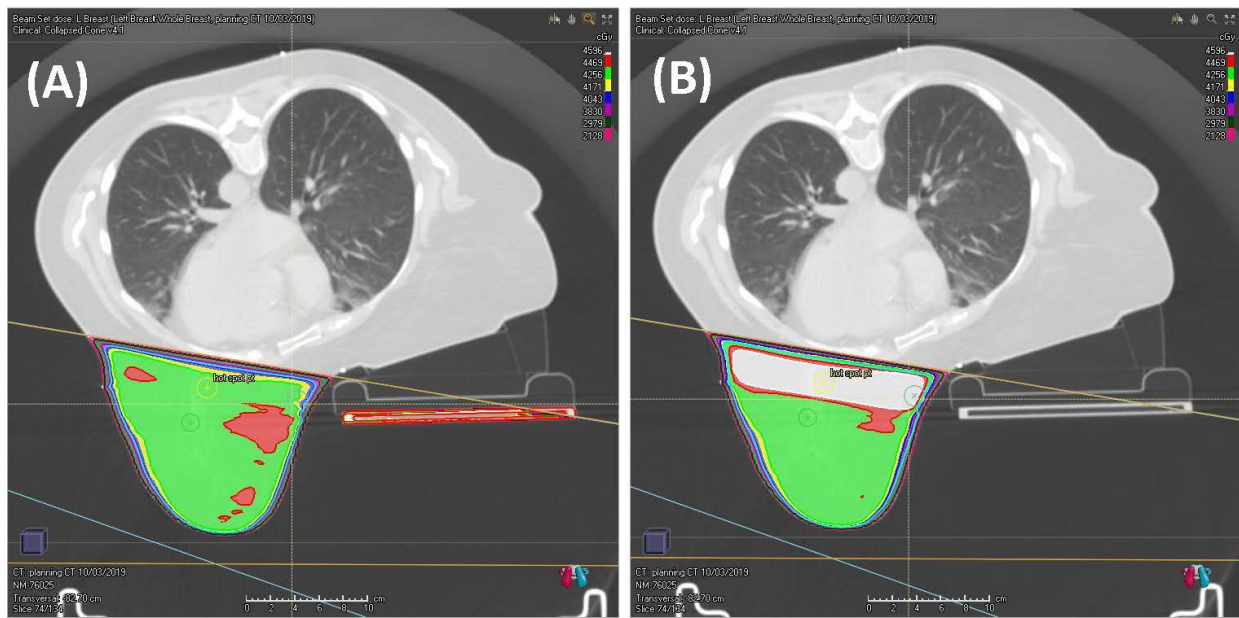 Beam Set dose: L Breast (Left Breast-Whole Breast, planning CT 10/03/2019)
Clinical: Collapsed Cone v4.1
(A)
cGy
4596
4469
4256
4171
4043
3830
2979
2128
hot spot pt
CT: planning CT 10/03/2019
NM-76025
Transversal: -82.70 cm
Slice 74/134
0 2 4 6 8 10 cm
Beam Set dose: L Breast (Left Breast-Whole Breast, planning CT 10/03/2019)
Clinical: Collapsed Cone v4.1
(B)
cGy
4596
4469
4256
4171
4043
3830
2979
2128
hot spot pt
CT: planning CT 10/03/2019
NM-76025
Transversal: -82.70 cm
Slice 74/134
0 2 4 6 8 10 cm